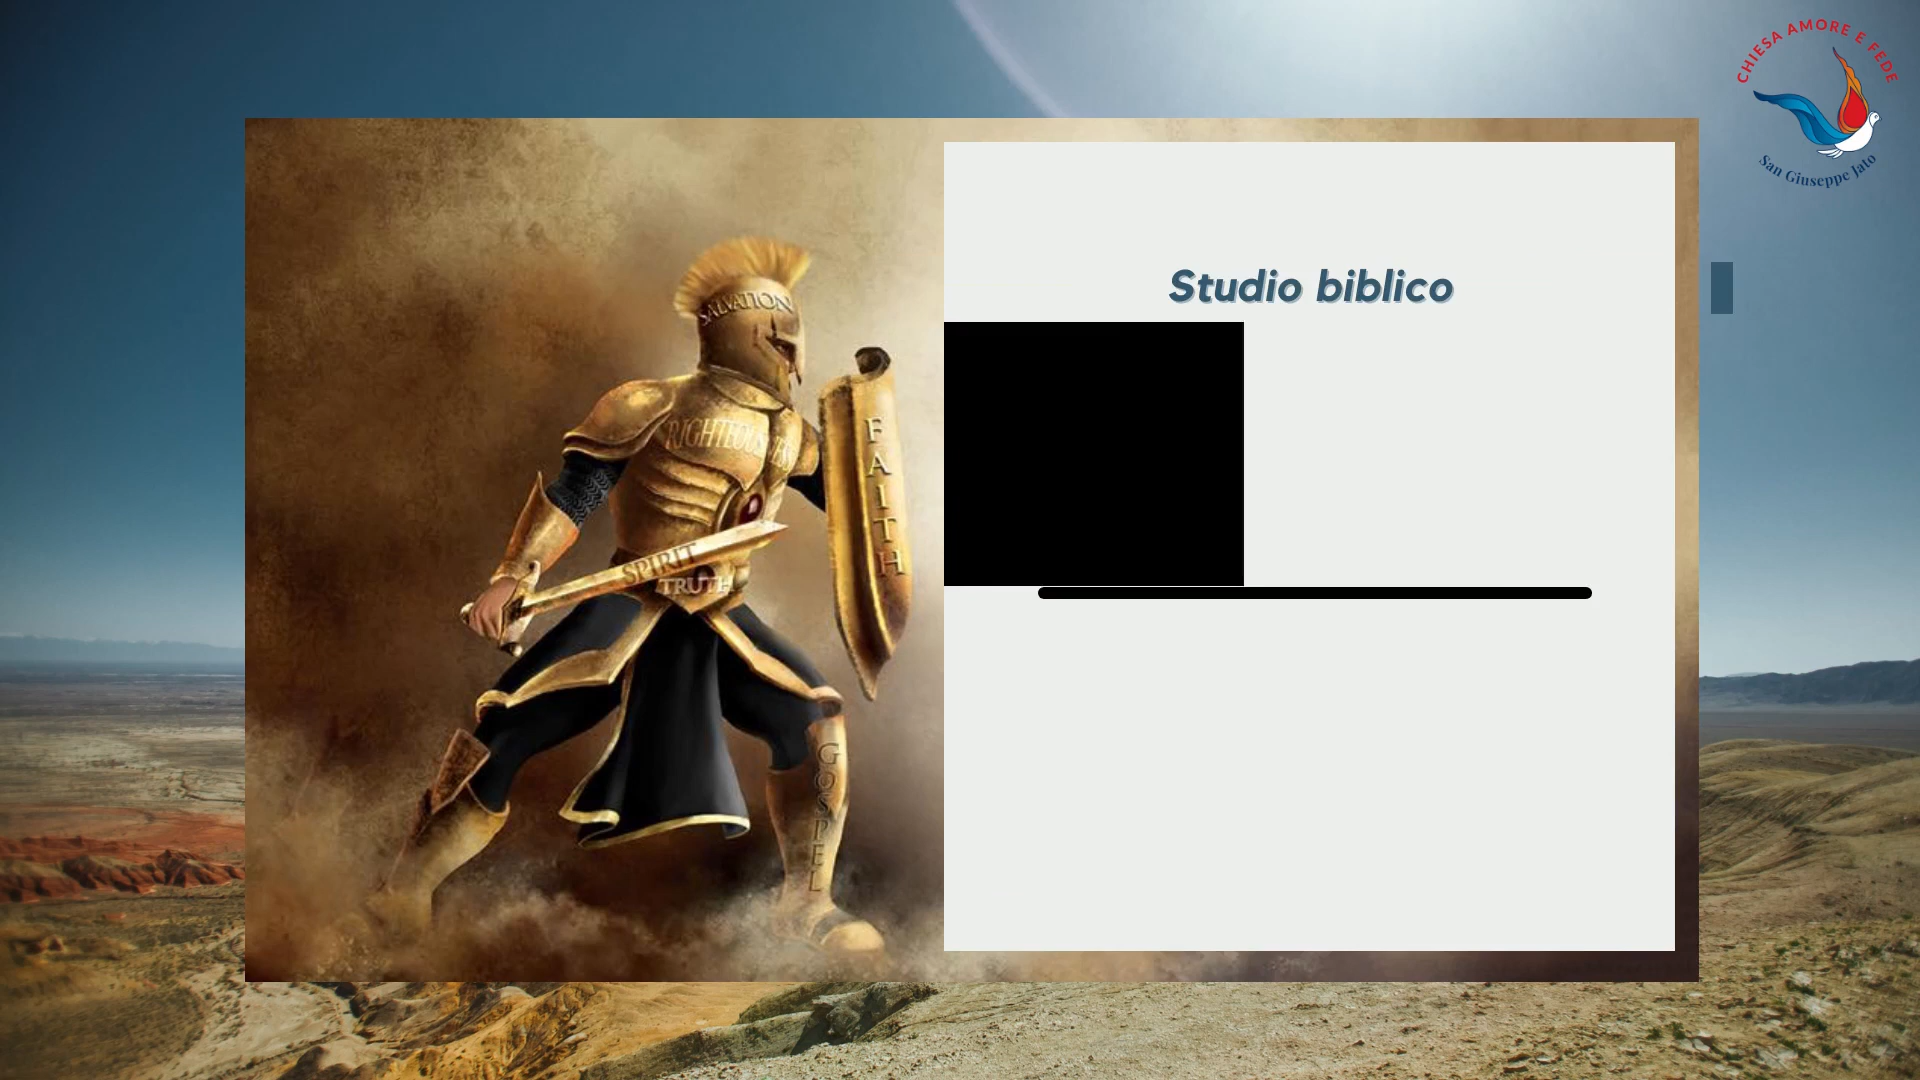 CHIESA AMORE E FEDE
San Giuseppe Jato
Studio biblico
SALVATION
RIGHTEOUSNESS
FAITH
SPIRIT
TRUTH
GOSPEL